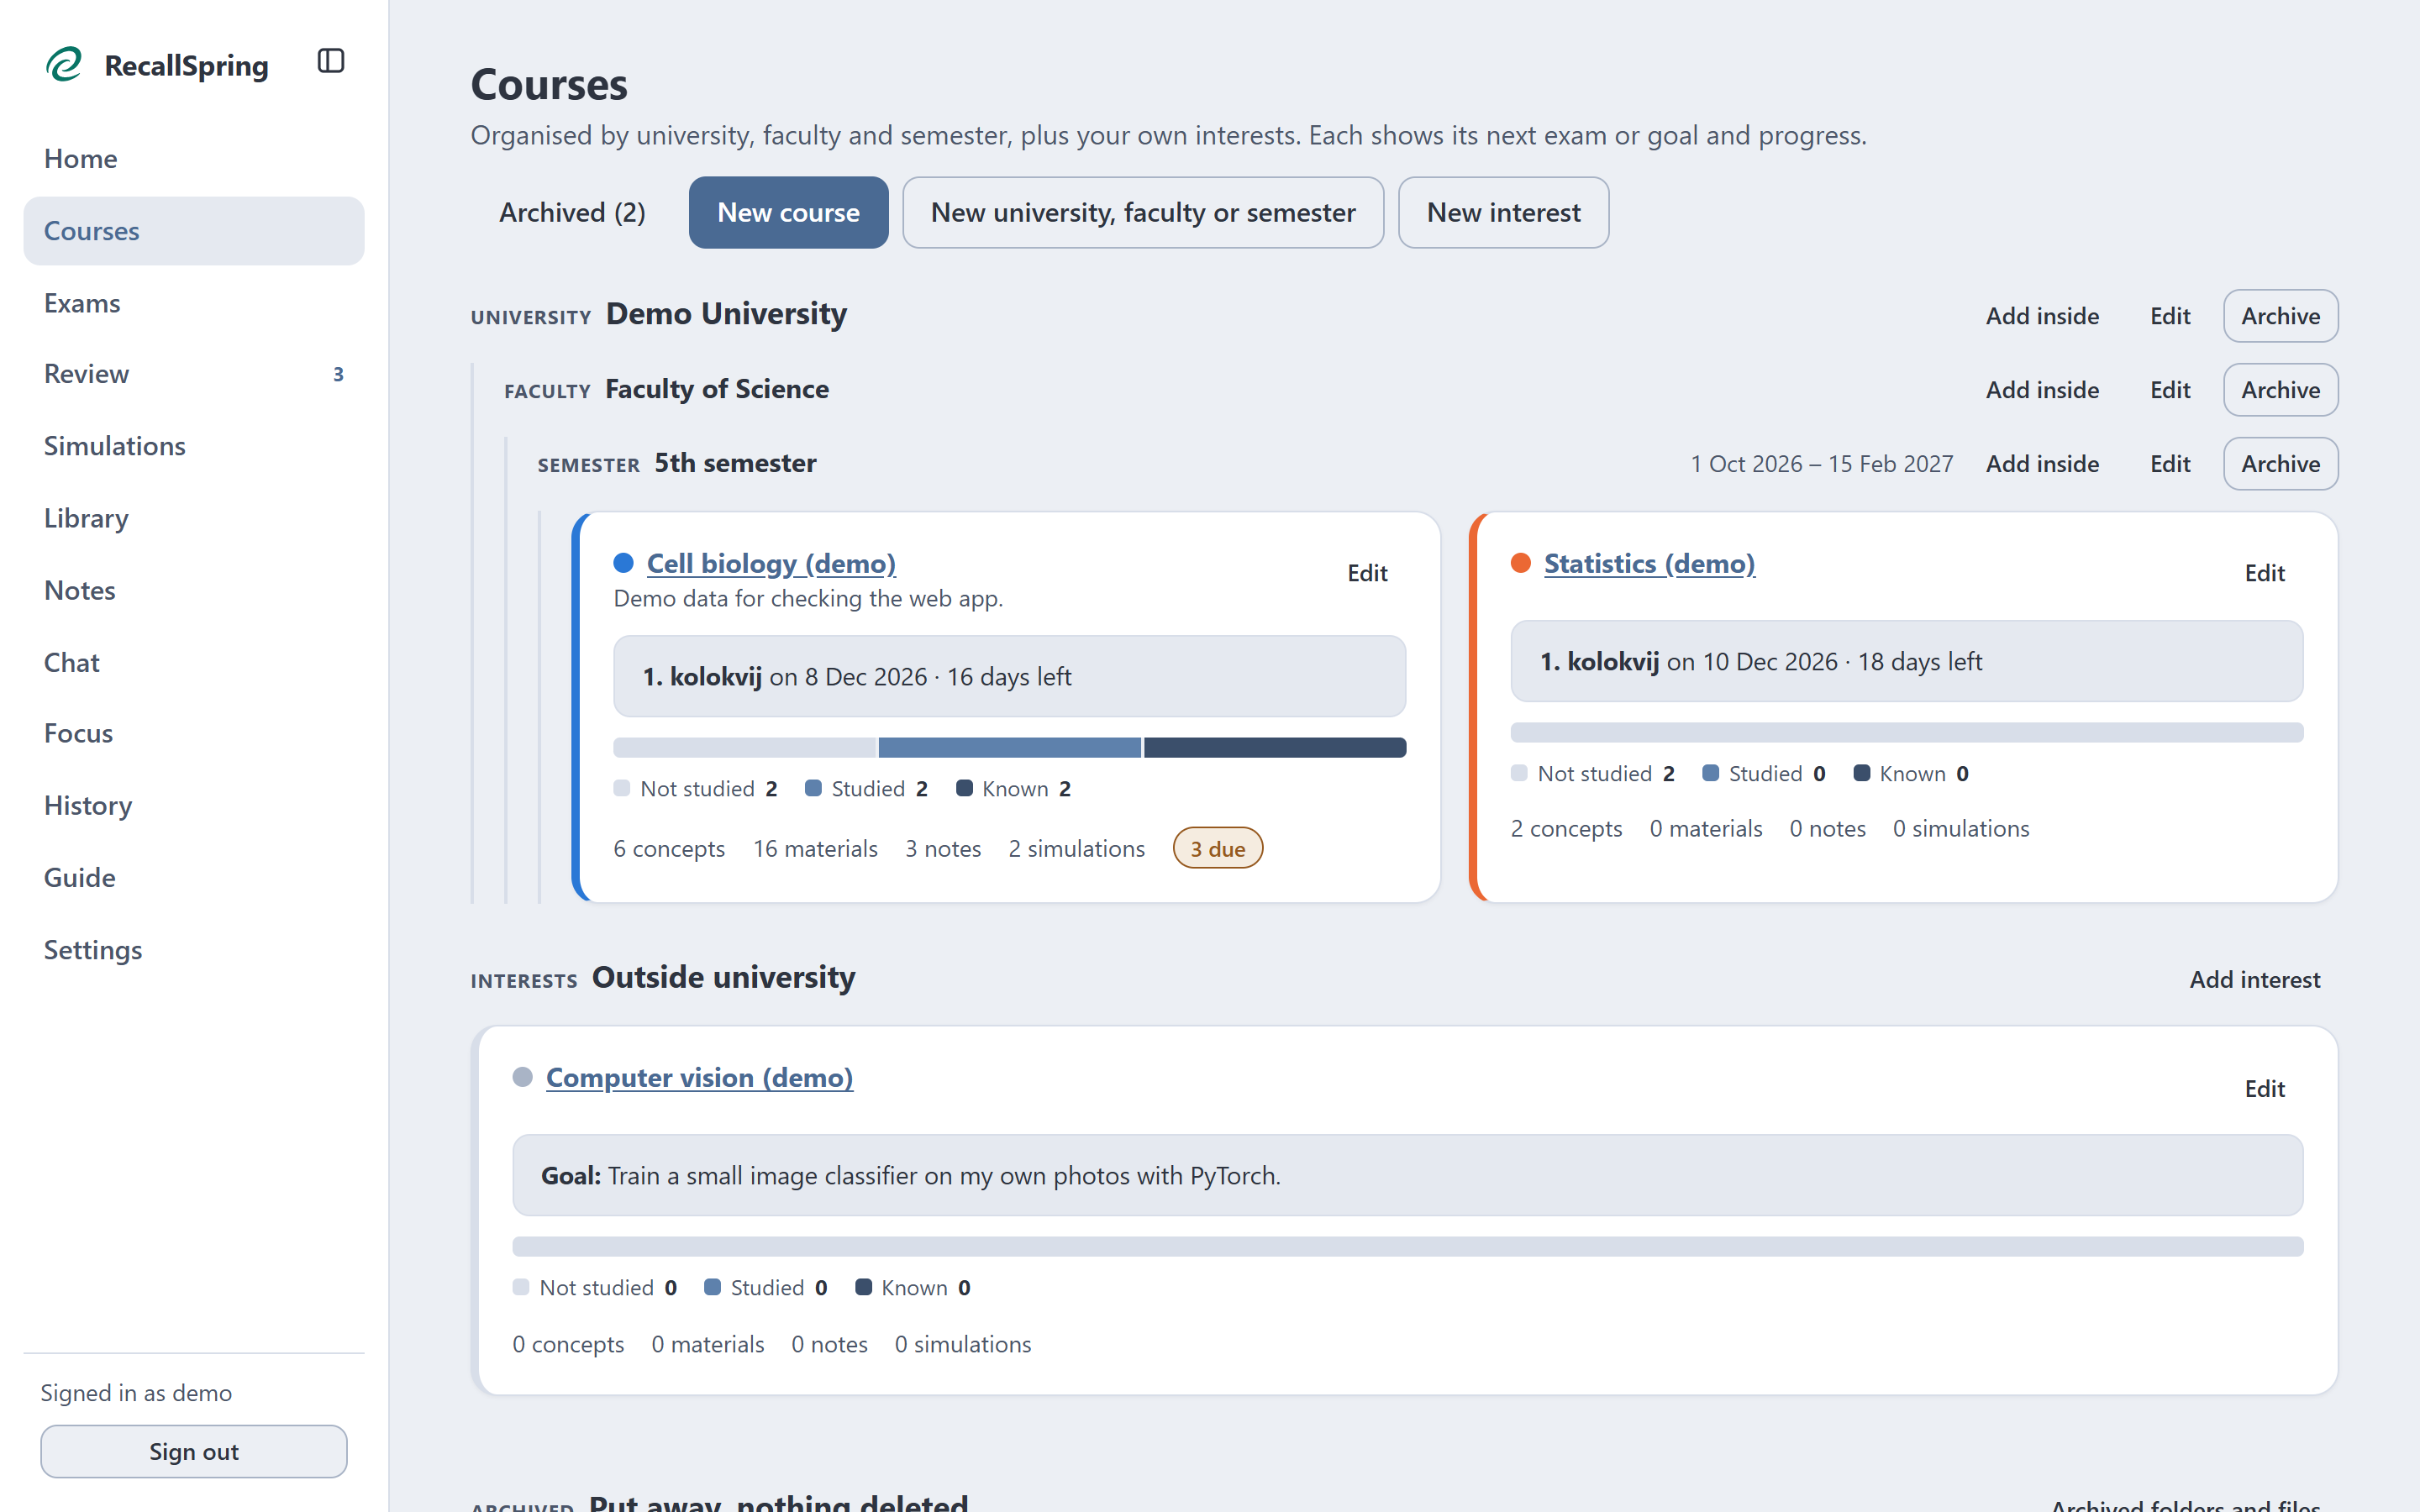 RecallSpring
Home
Courses
Exams
Review 3
Simulations
Library
Notes
Chat
Focus
History
Guide
Settings
Signed in as demo
Sign out
Courses
Organised by university, faculty and semester, plus your own interests. Each shows its next exam or goal and progress.
Archived (2) New course New university, faculty or semester New interest
UNIVERSITY Demo University Add inside Edit Archive
FACULTY Faculty of Science Add inside Edit Archive
SEMESTER 5th semester 1 Oct 2026 – 15 Feb 2027 Add inside Edit Archive
Cell biology (demo) Edit
Demo data for checking the web app.
1. kolokvij on 8 Dec 2026 · 16 days left
Not studied 2 Studied 2 Known 2
6 concepts 16 materials 3 notes 2 simulations 3 due
Statistics (demo) Edit
1. kolokvij on 10 Dec 2026 · 18 days left
Not studied 2 Studied 0 Known 0
2 concepts 0 materials 0 notes 0 simulations
INTERESTS Outside university Add interest
Computer vision (demo) Edit
Goal: Train a small image classifier on my own photos with PyTorch.
Not studied 0 Studied 0 Known 0
0 concepts 0 materials 0 notes 0 simulations
ARCHIVED Put away, nothing deleted Archived folders and files